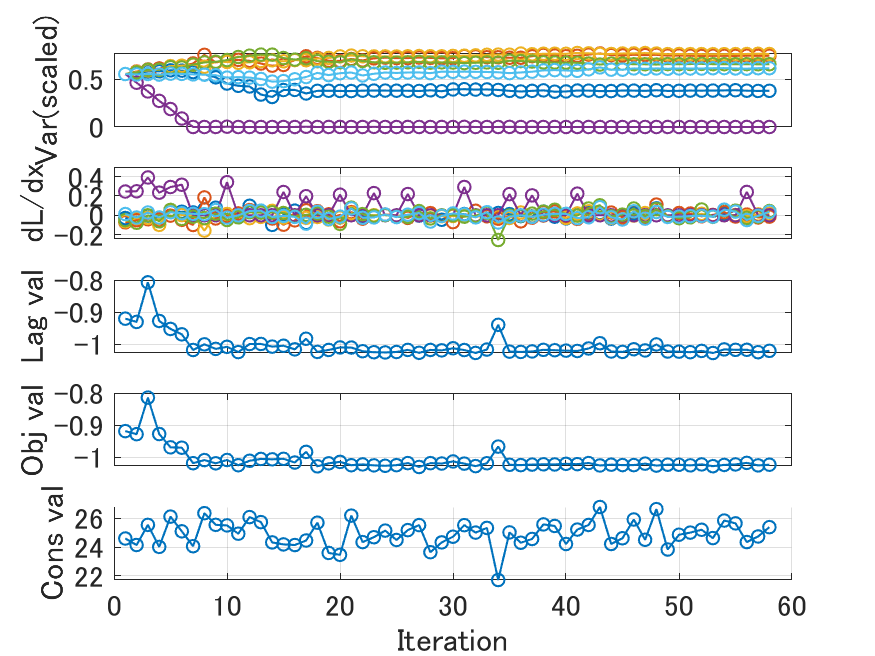 Var(scaled)
0.5
0
dL/dx
0.4
0.2
0
-0.2
Lag val
-0.8
-0.9
-1
Obj val
-0.8
-0.9
-1
Cons val
26
24
22
0 10 20 30 40 50 60
Iteration